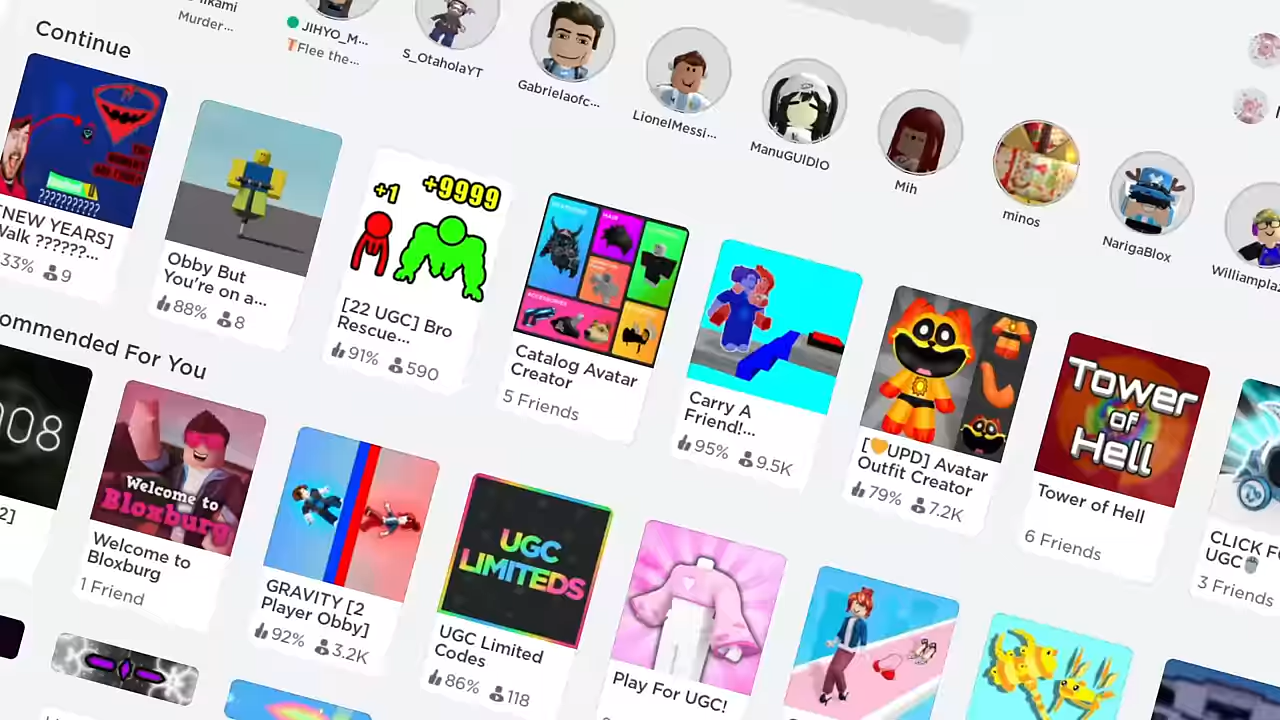 Murder...
JIHYO_M...
Flee the...
S_OtaholaYT
Gabrielaofc...
LionelMessi...
ManuGUIDIO
Mih
minos
NarigaBlox
Continue
[NEW YEARS]
Walk ??????...
33% 9
???????????
Obby But
You're on a...
88% 8
+1 +9999
[22 UGC] Bro
Rescue...
91% 590
HAIR
ACCESSORIES
Catalog Avatar
Creator
5 Friends
Carry A
Friend!...
95% 9.5K
[🧡UPD] Avatar
Outfit Creator
79% 7.2K
TOWER
OF
HELL
Tower of Hell
6 Friends
UGC🖱️
3 Friends
ommended For You
2]
Welcome to
Bloxburg
Welcome to
Bloxburg
1 Friend
GRAVITY [2
Player Obby]
92% 3.2K
UGC
LIMITEDS
UGC Limited
Codes
86% 118
Play For UGC!